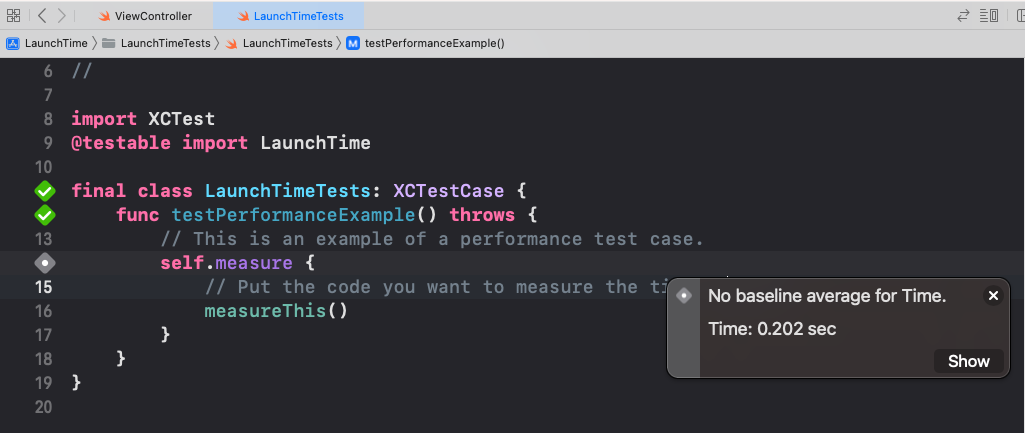 ViewController
LaunchTimeTests
LaunchTime
LaunchTimeTests
LaunchTimeTests
M testPerformanceExample()
6 //
7
8 import XCTest
9 @testable import LaunchTime
10
final class LaunchTimeTests: XCTestCase {
func testPerformanceExample() throws {
13 // This is an example of a performance test case.
self.measure {
15 // Put the code you want to measure the ti
16 measureThis()
17 }
18 }
19 }
20
No baseline average for Time.
Time: 0.202 sec
Show